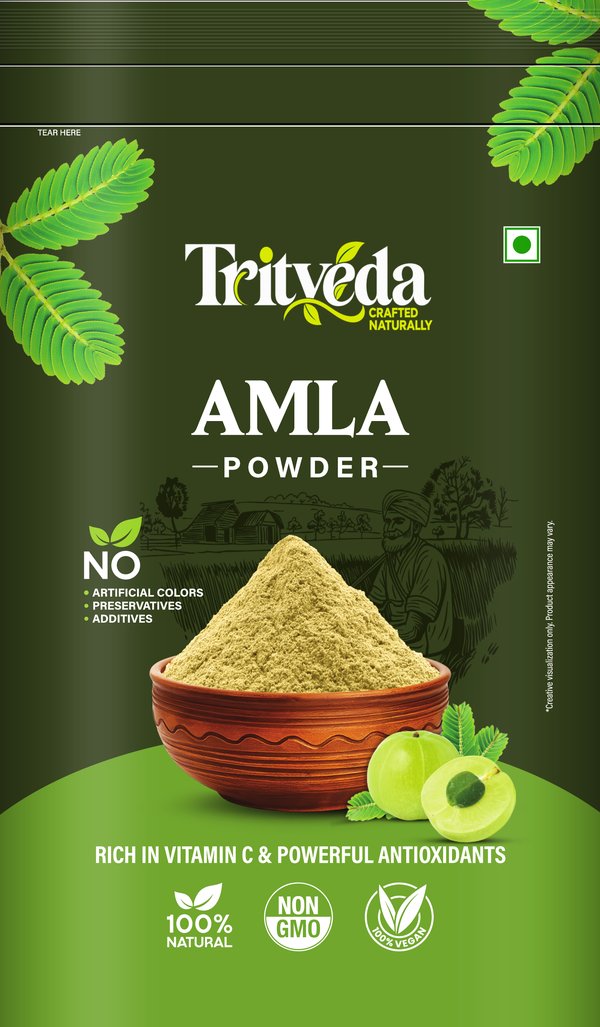 TEAR HERE
Tritveda
CRAFTED
NATURALLY
AMLA
POWDER
NO
• ARTIFICIAL COLORS
• PRESERVATIVES
• ADDITIVES
*Creative visualization only. Product appearance may vary.
RICH IN VITAMIN C & POWERFUL ANTIOXIDANTS
100%
NATURAL
NON
GMO
100% VEGAN